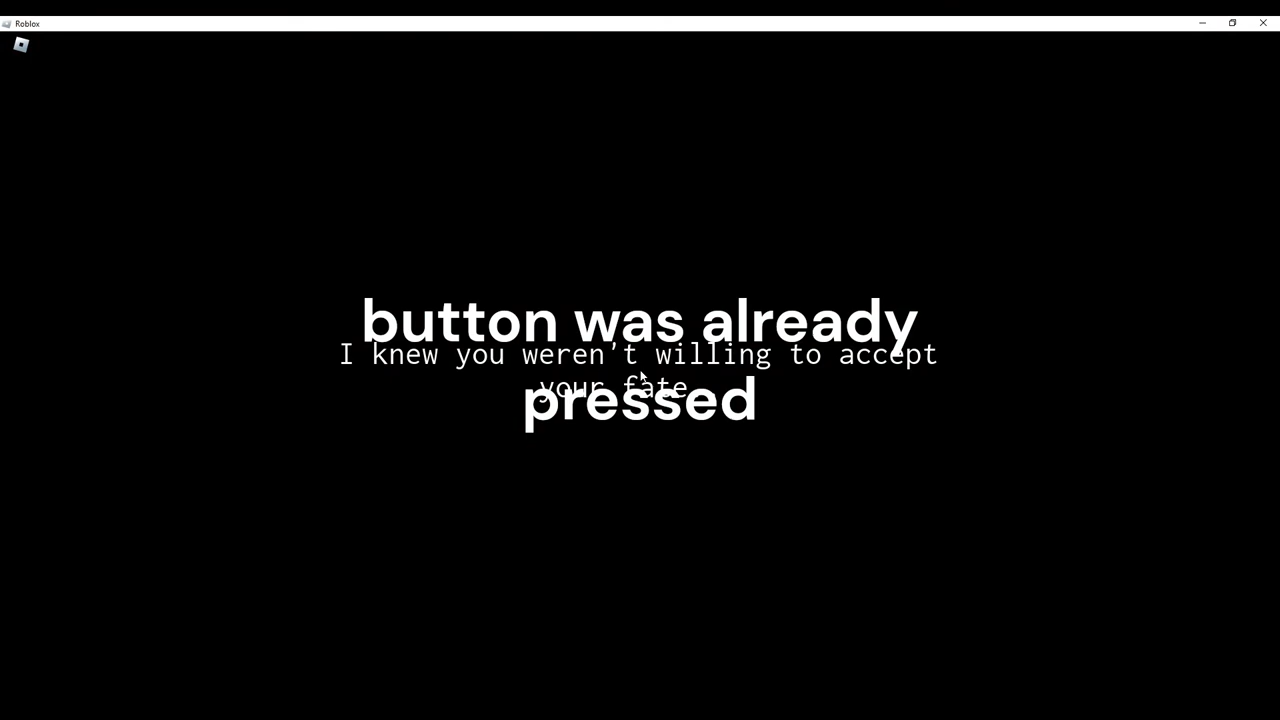 Roblox
button was already
pressed
I knew you weren't willing to accept
your fate